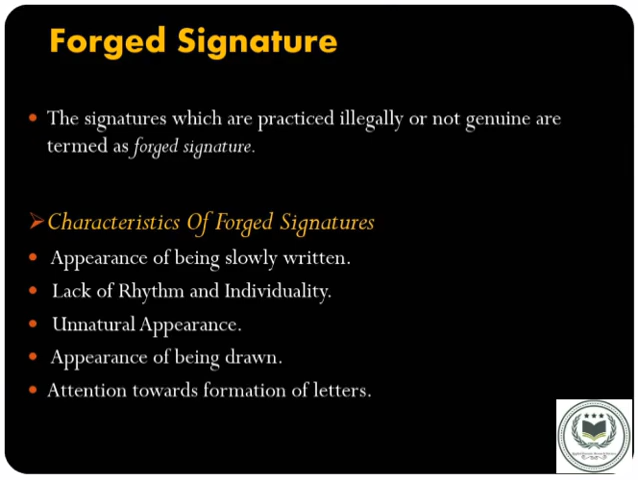 Forged Signature
• The signatures which are practiced illegally or not genuine are
termed as forged signature.
➢Characteristics Of Forged Signatures
• Appearance of being slowly written.
• Lack of Rhythm and Individuality.
• Unnatural Appearance.
• Appearance of being drawn.
• Attention towards formation of letters.